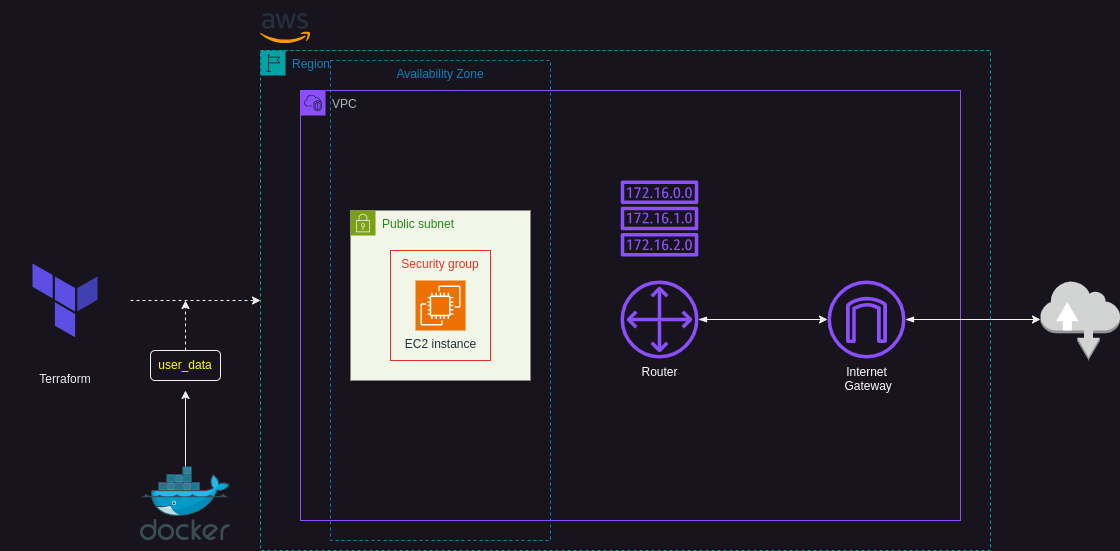 aws
Region
Availability Zone
VPC
172.16.0.0
172.16.1.0
172.16.2.0
Public subnet
Security group
EC2 instance
Router
Internet
Gateway
Terraform
user_data
docker